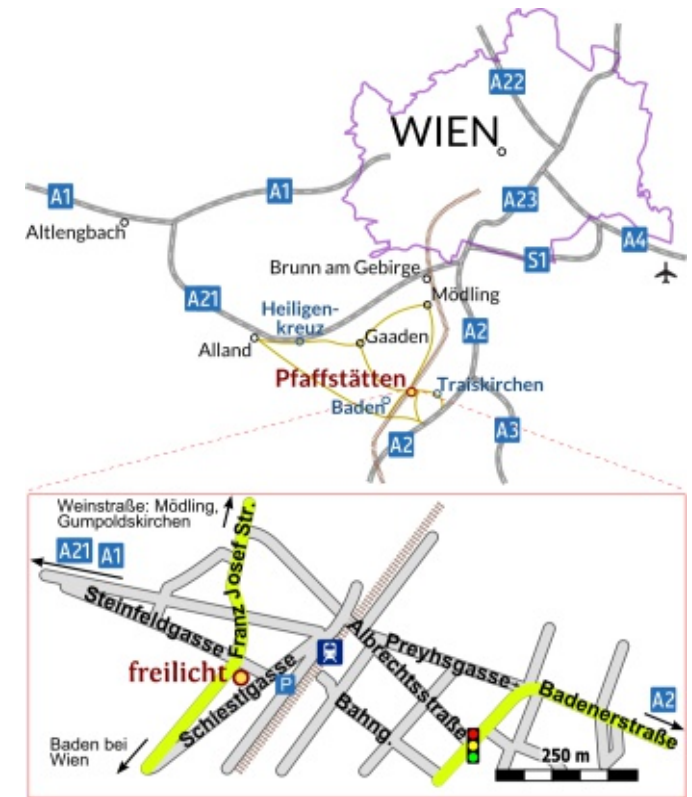 A22
WIEN
A1
A1
A23
Altlengbach
A4
Brunn am Gebirge
S1
A21
Heiligen-
kreuz
Mödling
Alland
Gaaden
A2
Pfaffstätten
Traiskirchen
Baden
A3
A2
Weinstraße: Mödling,
Gumpoldskirchen
A21 A1
Franz Josef Str.
Steinfeldgasse
Albrechtsstraße
Preyhsgasse
freilicht
P
Schlestlgasse
Badenerstraße
A2
Bahng.
Baden bei
Wien
250 m